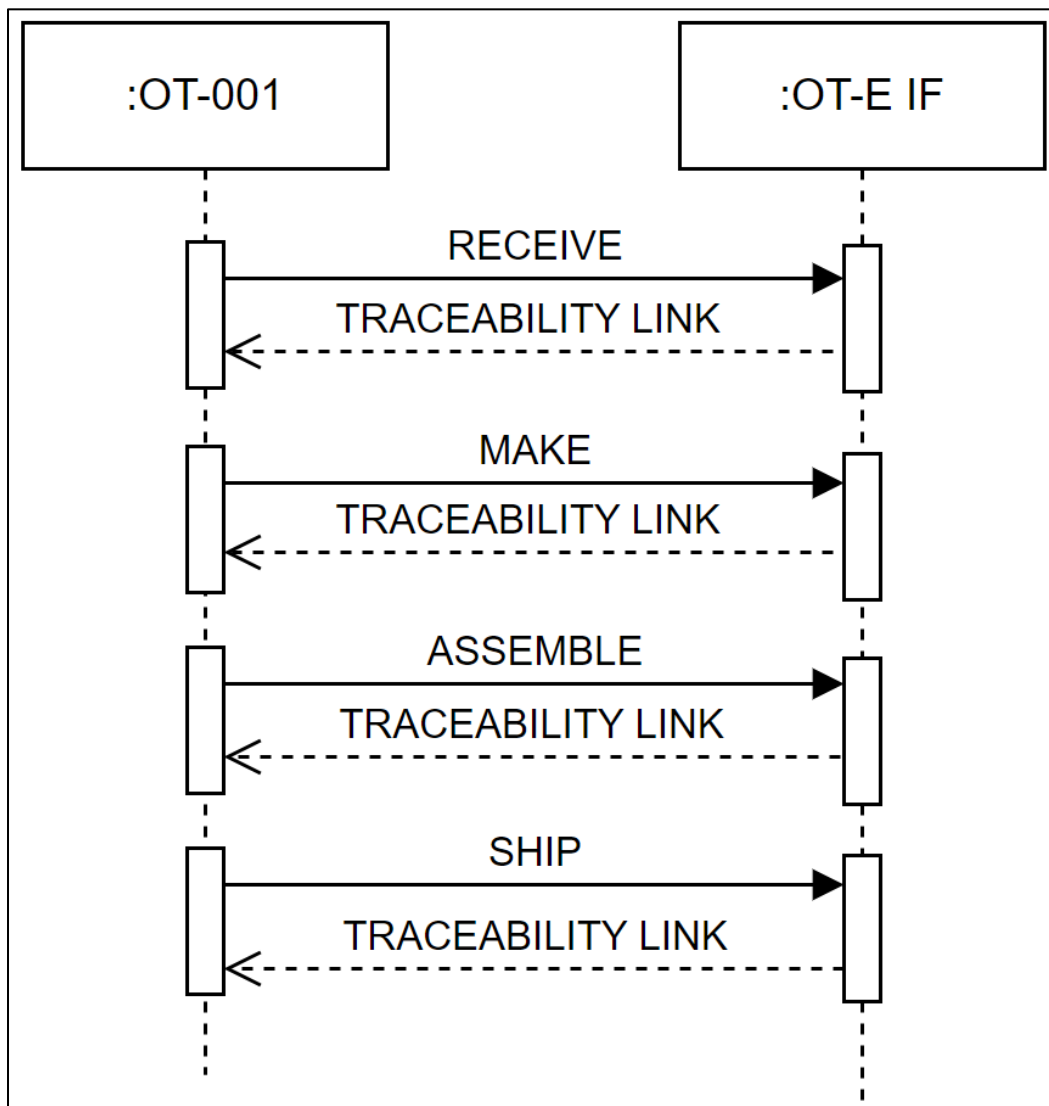 :OT-001
:OT-E IF
RECEIVE
TRACEABILITY LINK
MAKE
TRACEABILITY LINK
ASSEMBLE
TRACEABILITY LINK
SHIP
TRACEABILITY LINK